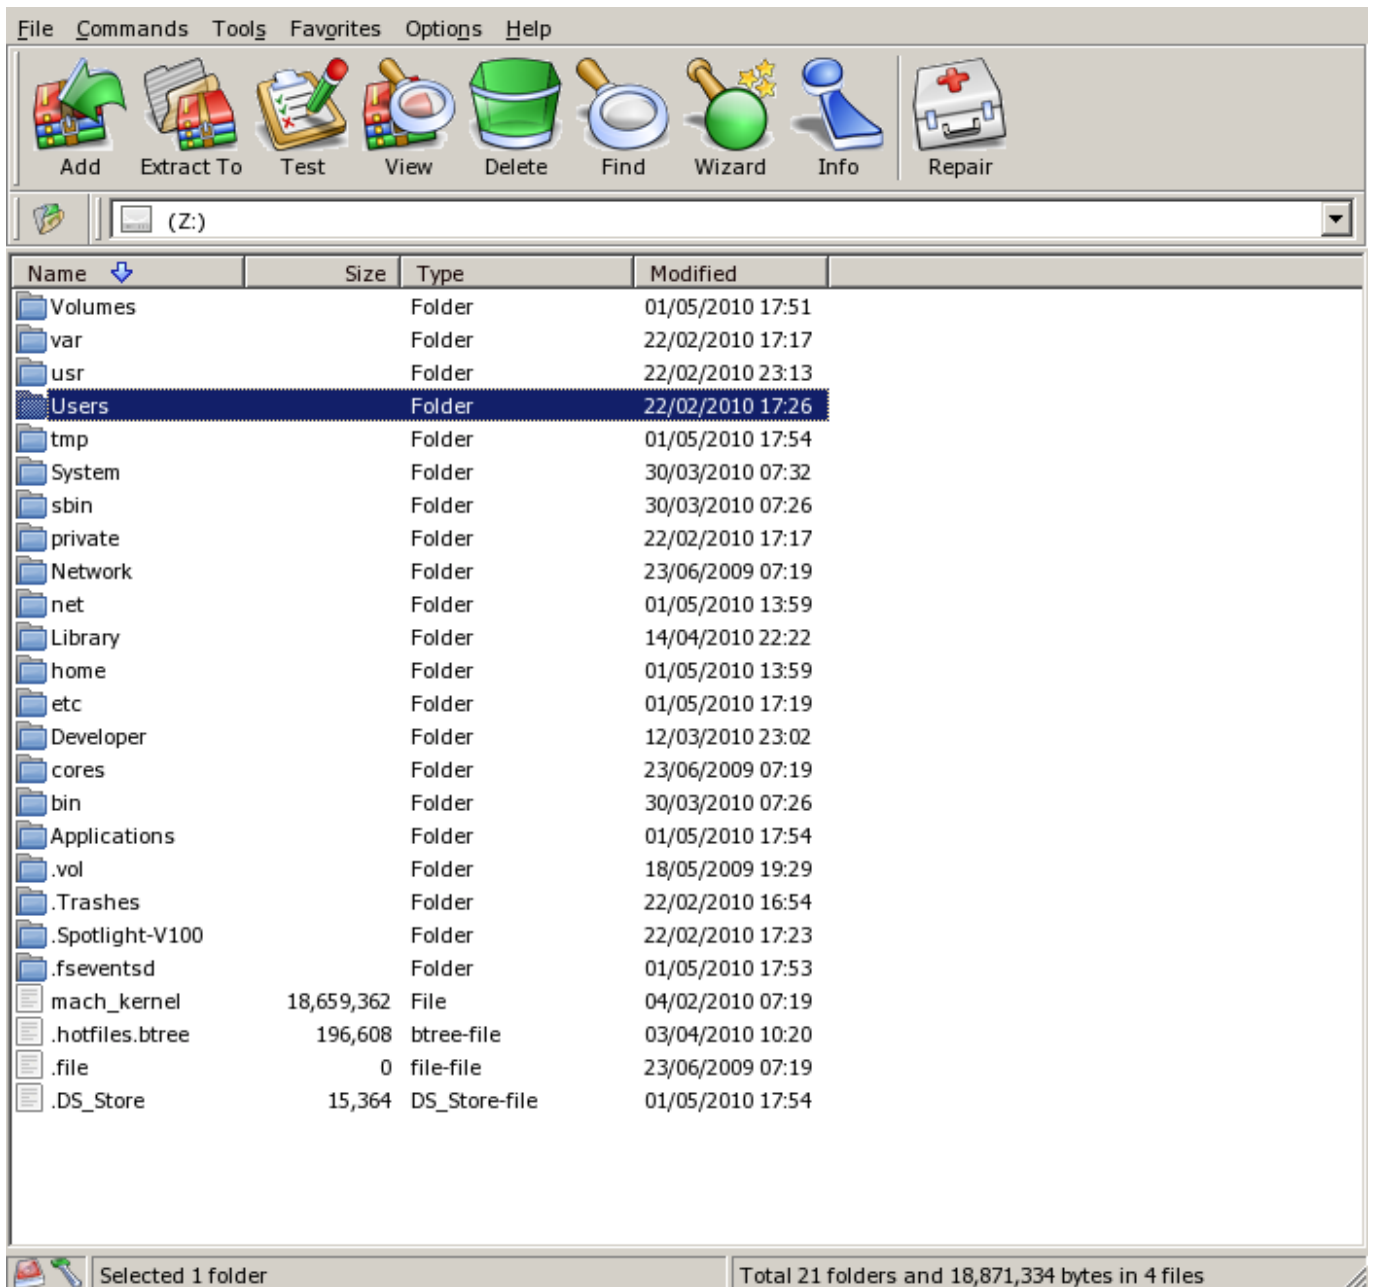 File Commands Tools Favorites Options Help
Add Extract To Test View Delete Find Wizard Info Repair
(Z:)
Name Size Type Modified
Volumes Folder 01/05/2010 17:51
var Folder 22/02/2010 17:17
usr Folder 22/02/2010 23:13
Users Folder 22/02/2010 17:26
tmp Folder 01/05/2010 17:54
System Folder 30/03/2010 07:32
sbin Folder 30/03/2010 07:26
private Folder 22/02/2010 17:17
Network Folder 23/06/2009 07:19
net Folder 01/05/2010 13:59
Library Folder 14/04/2010 22:22
home Folder 01/05/2010 13:59
etc Folder 01/05/2010 17:19
Developer Folder 12/03/2010 23:02
cores Folder 23/06/2009 07:19
bin Folder 30/03/2010 07:26
Applications Folder 01/05/2010 17:54
.vol Folder 18/05/2009 19:29
.Trashes Folder 22/02/2010 16:54
.Spotlight-V100 Folder 22/02/2010 17:23
.fseventsd Folder 01/05/2010 17:53
mach_kernel 18,659,362 File 04/02/2010 07:19
.hotfiles.btree 196,608 btree-file 03/04/2010 10:20
.file 0 file-file 23/06/2009 07:19
.DS_Store 15,364 DS_Store-file 01/05/2010 17:54
Selected 1 folder Total 21 folders and 18,871,334 bytes in 4 files